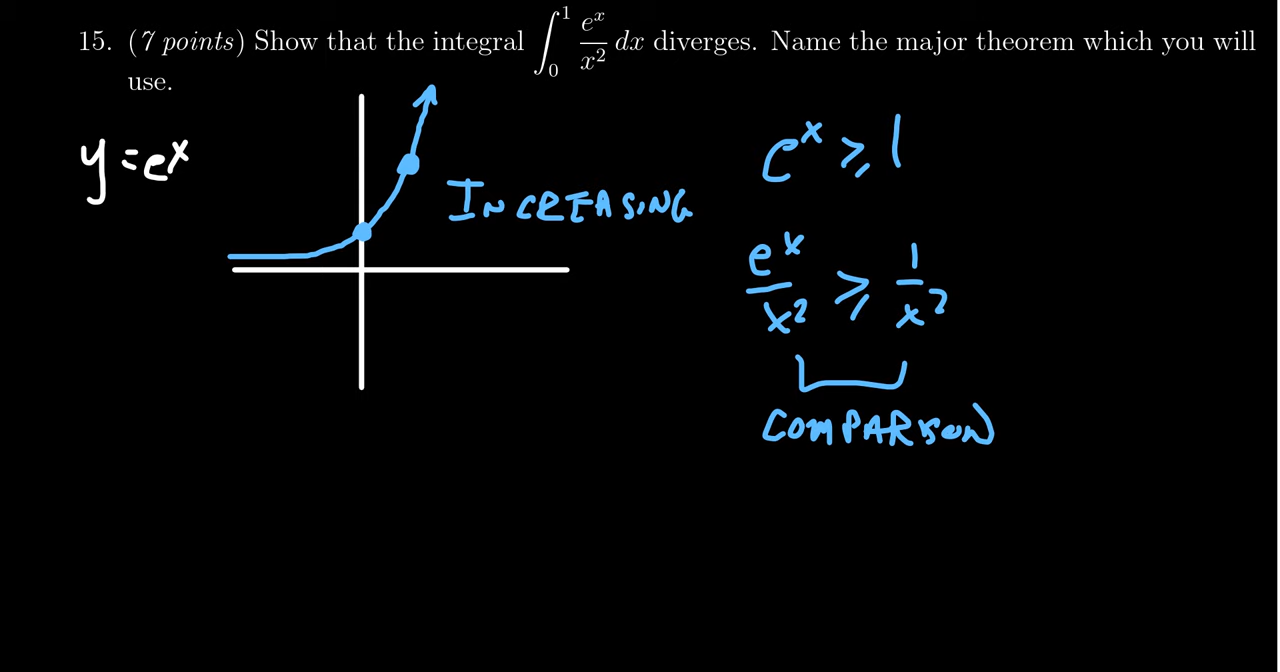 15. (7 points) Show that the integral ∫₀¹ eˣ/x² dx diverges. Name the major theorem which you will
use.
y = eˣ
INCREASING
eˣ ⩾ 1
eˣ/x² ⩾ 1/x²
COMPARISON